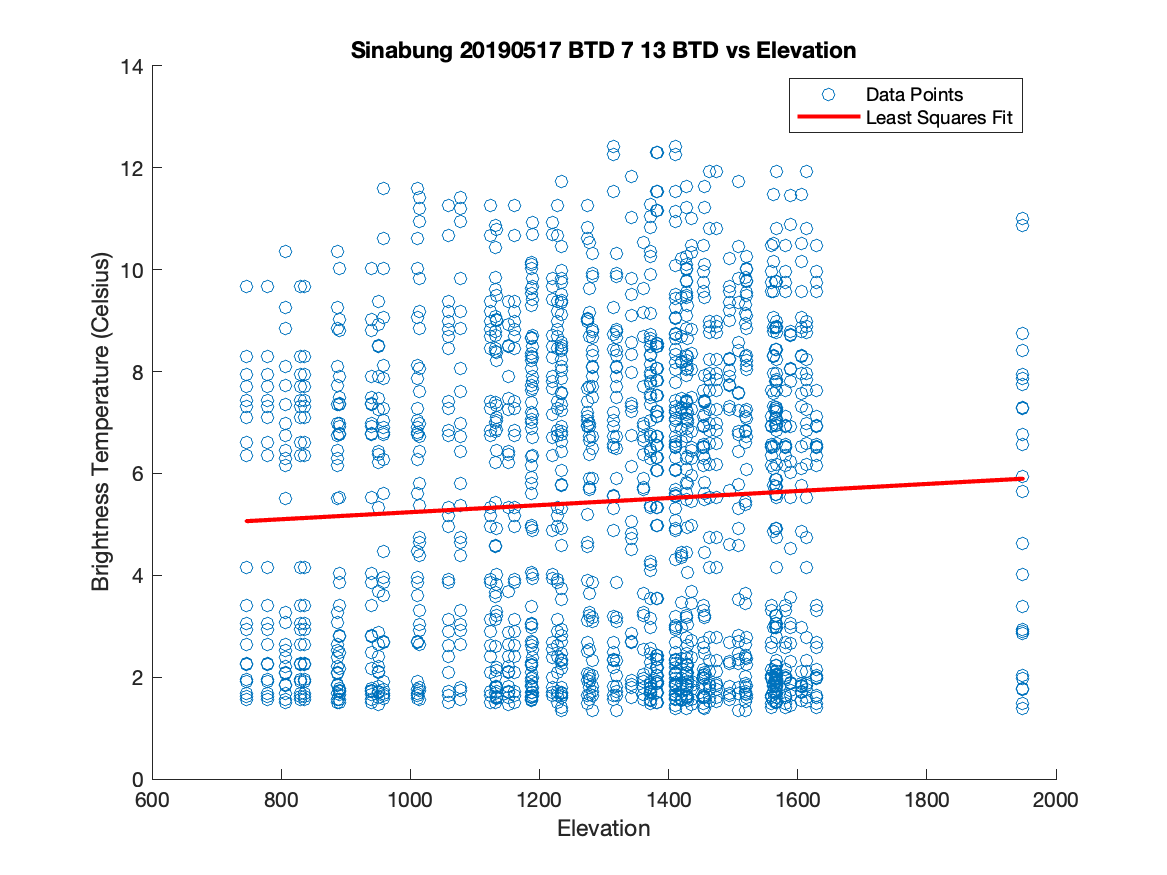 Sinabung 20190517 BTD 7 13 BTD vs Elevation
Data Points
Least Squares Fit
Brightness Temperature (Celsius)
14
12
10
8
6
4
2
0
600 800 1000 1200 1400 1600 1800 2000
Elevation